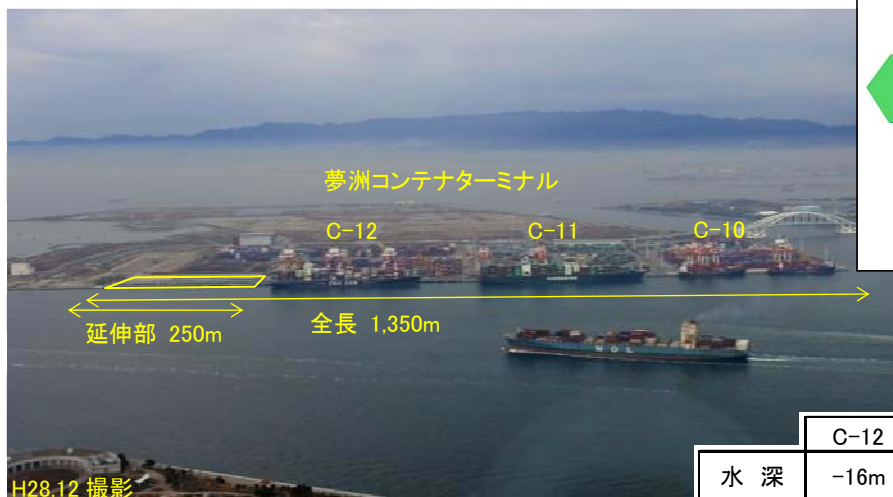 夢洲コンテナターミナル
C-12
C-11
C-10
延伸部 250m
全長 1,350m
MOL
H28.12 撮影
C-12
水 深
-16m